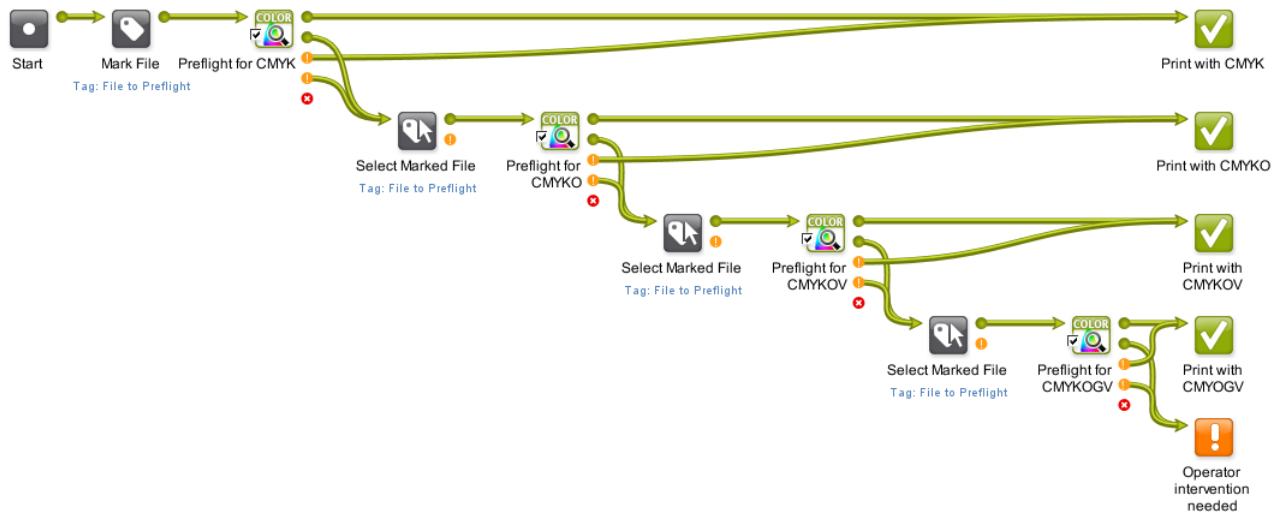 COLOR
Start
Mark File
Preflight for CMYK
Print with CMYK
Tag: File to Preflight
COLOR
Select Marked File
Preflight for
CMYKO
Print with CMYKO
Tag: File to Preflight
COLOR
Select Marked File
Preflight for
CMYKOV
Print with
CMYKOV
Tag: File to Preflight
COLOR
Select Marked File
Preflight for
CMYKOGV
Print with
CMYOGV
Tag: File to Preflight
Operator
intervention
needed